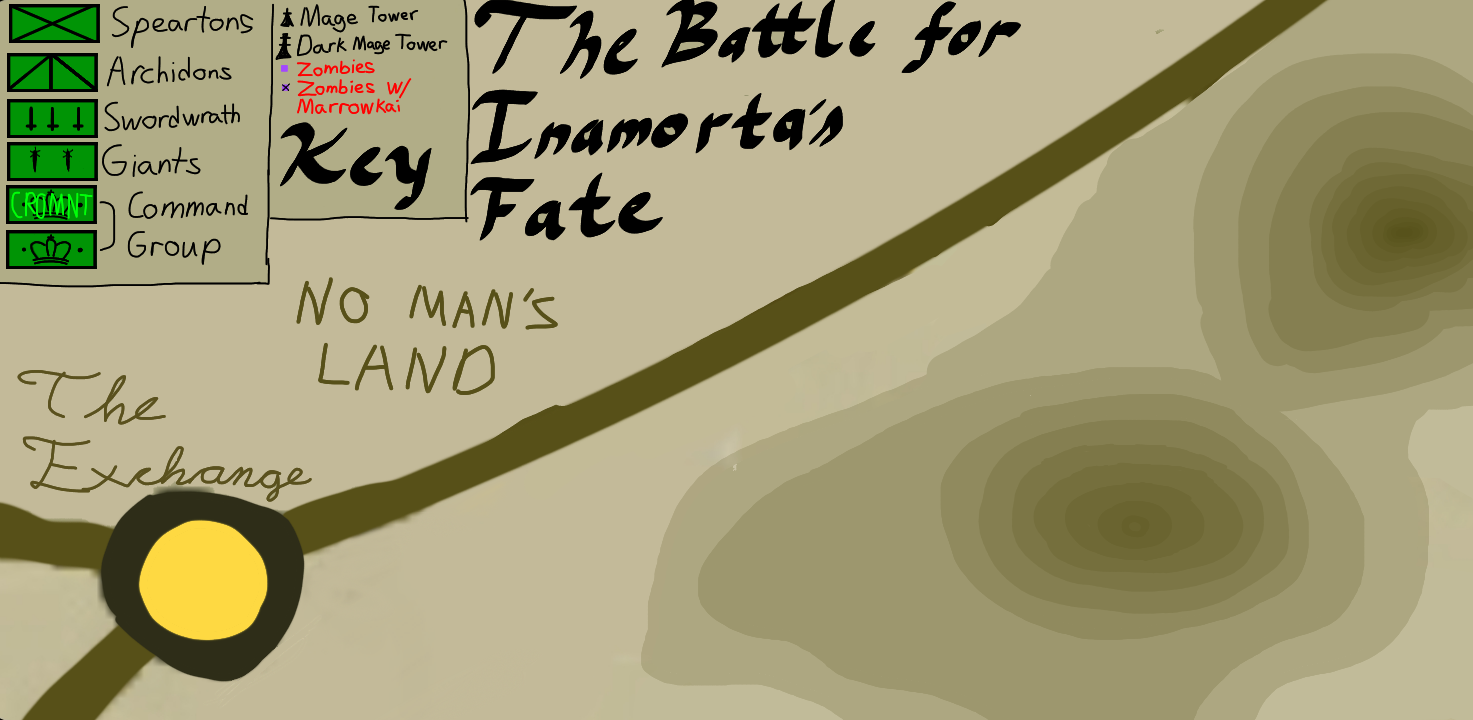 Speartons
Archidons
Swordwrath
Giants
CROMNT
Command
Group
Mage Tower
Dark Mage Tower
Zombies
Zombies w/
Marrowkai
Key
The Battle for
Inamorta's
Fate
NO MAN'S
LAND
The
Exchange